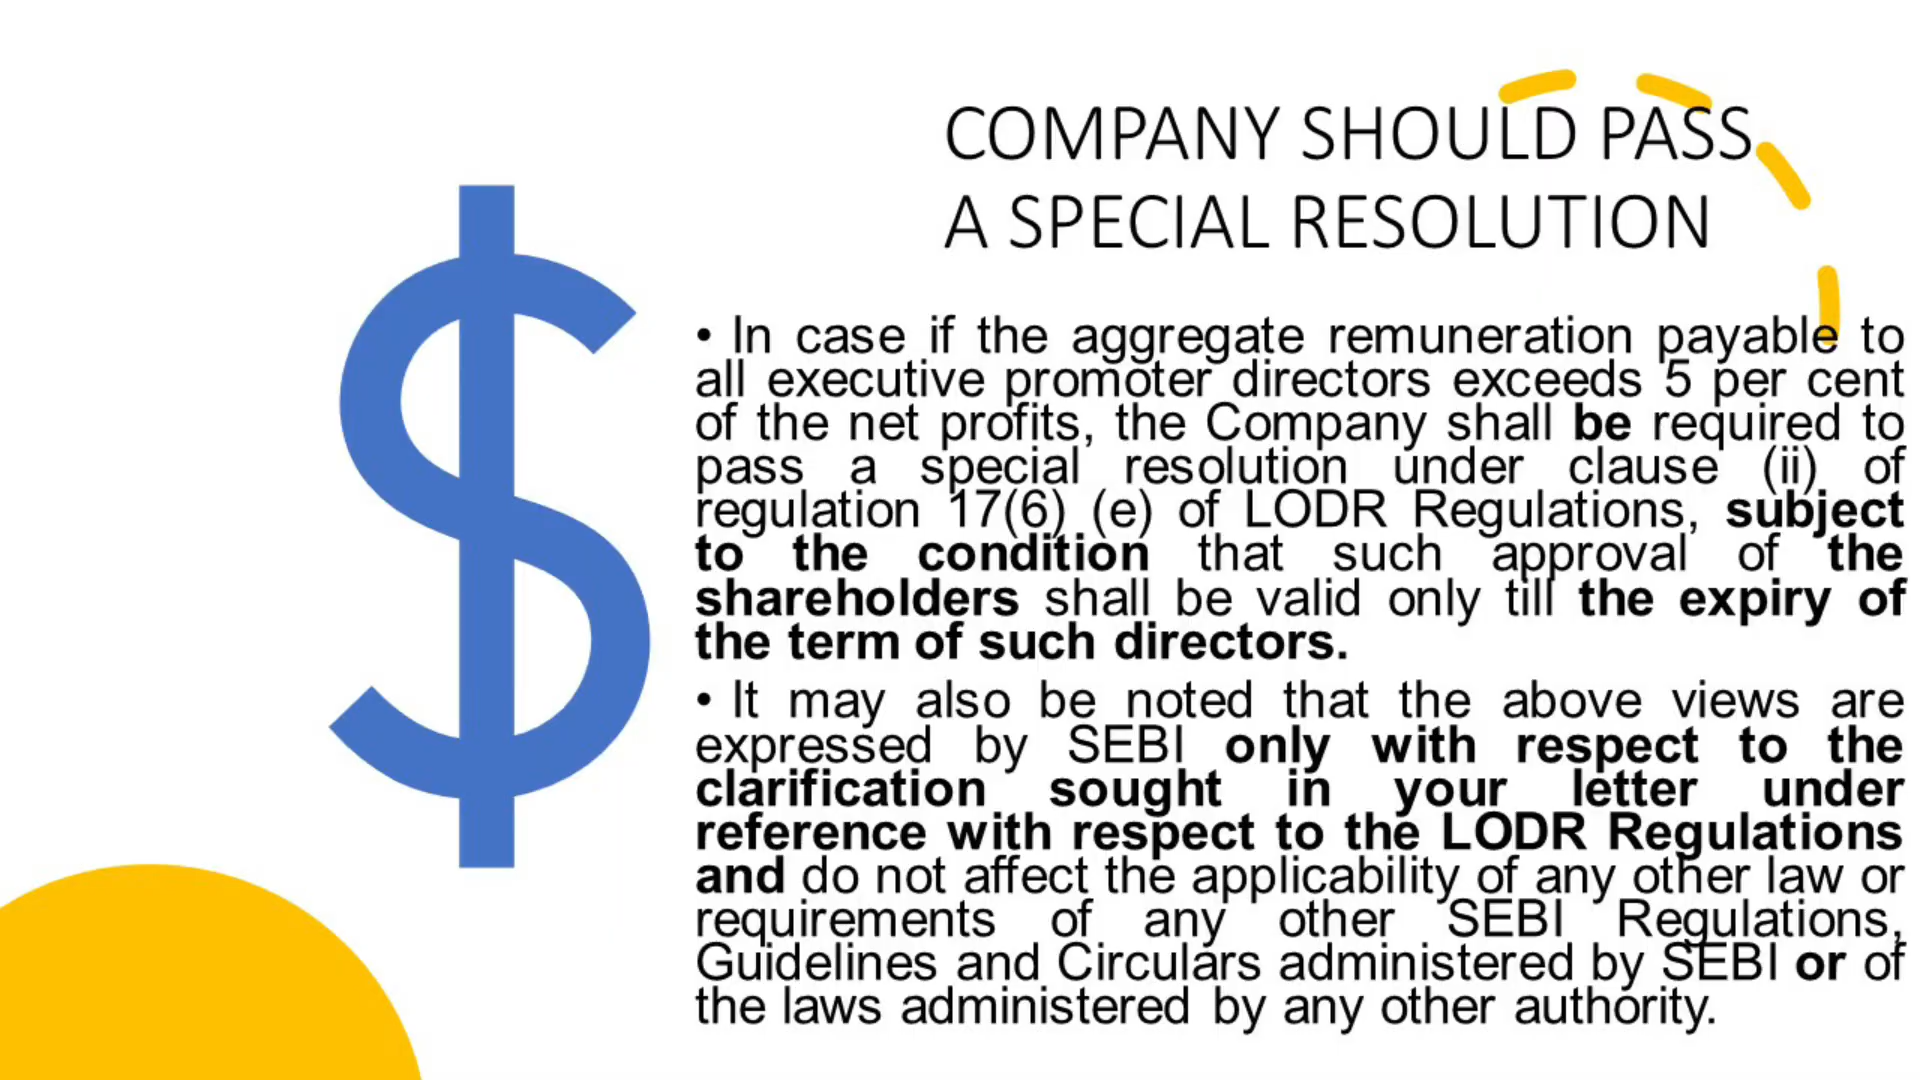 COMPANY SHOULD PASS
A SPECIAL RESOLUTION
• In case if the aggregate remuneration payable to
all executive promoter directors exceeds 5 per cent
of the net profits, the Company shall be required to
pass a special resolution under clause (ii) of
regulation 17(6) (e) of LODR Regulations, subject
to the condition that such approval of the
shareholders shall be valid only till the expiry of
the term of such directors.
• It may also be noted that the above views are
expressed by SEBI only with respect to the
clarification sought in your letter under
reference with respect to the LODR Regulations
and do not affect the applicability of any other law or
requirements of any other SEBI Regulations,
Guidelines and Circulars administered by SEBI or of
the laws administered by any other authority.